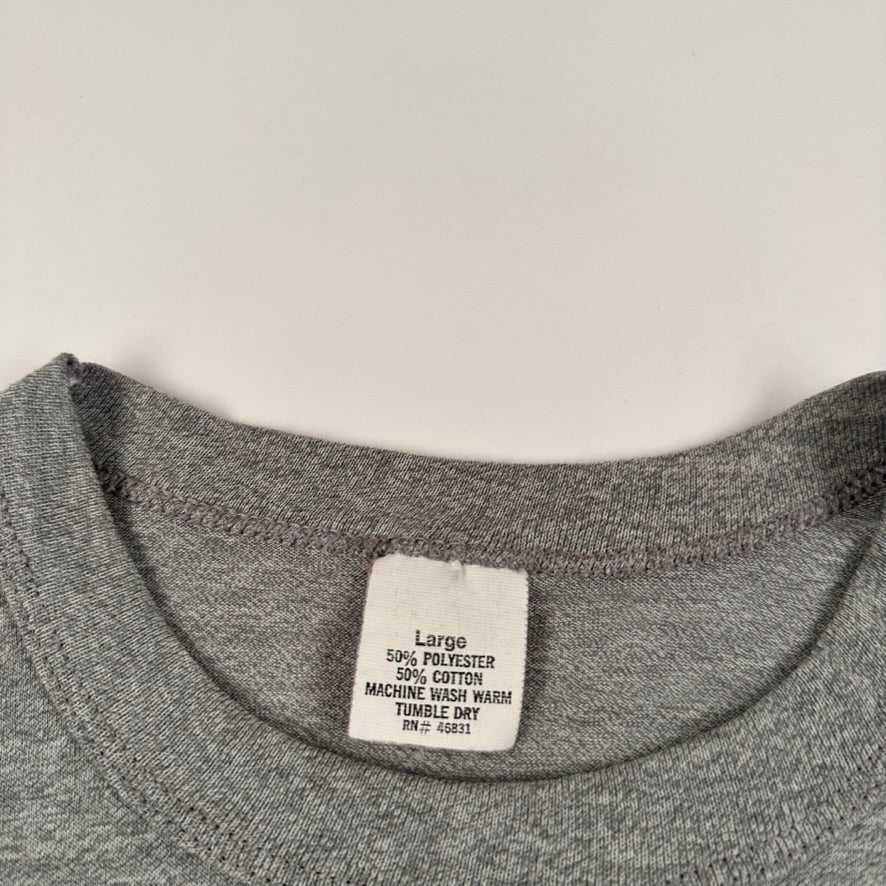 Large
50% POLYESTER
50% COTTON
MACHINE WASH WARM
TUMBLE DRY
RN# 46831